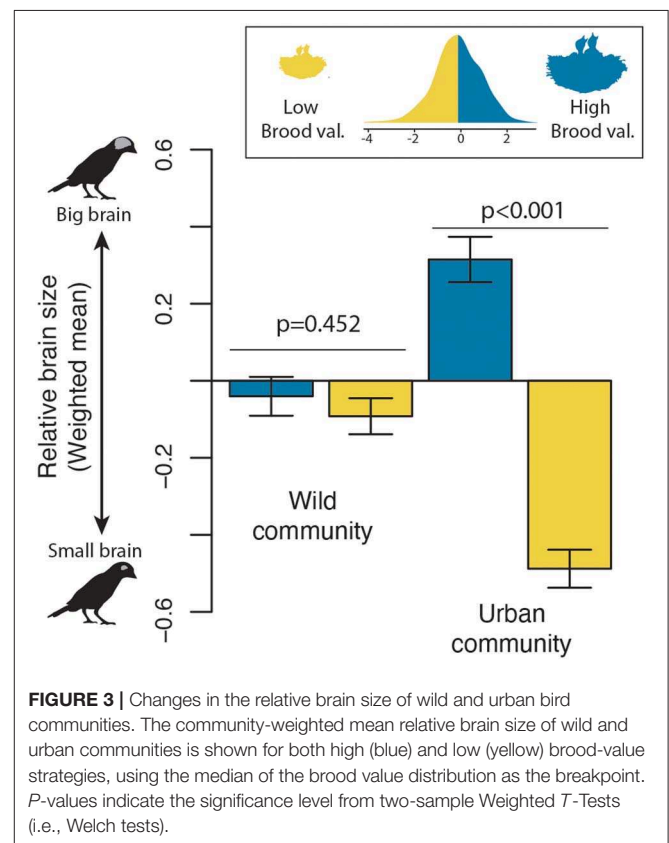 Low
Brood val.
High
Brood val.
-4 -2 0 2
0.6
Big brain
p<0.001
0.2
p=0.452
Relative brain size
(Weighted mean)
−0.2
Wild
community
Small brain
−0.6
Urban
community
FIGURE 3 | Changes in the relative brain size of wild and urban bird
communities. The community-weighted mean relative brain size of wild and
urban communities is shown for both high (blue) and low (yellow) brood-value
strategies, using the median of the brood value distribution as the breakpoint.
P-values indicate the significance level from two-sample Weighted T-Tests
(i.e., Welch tests).